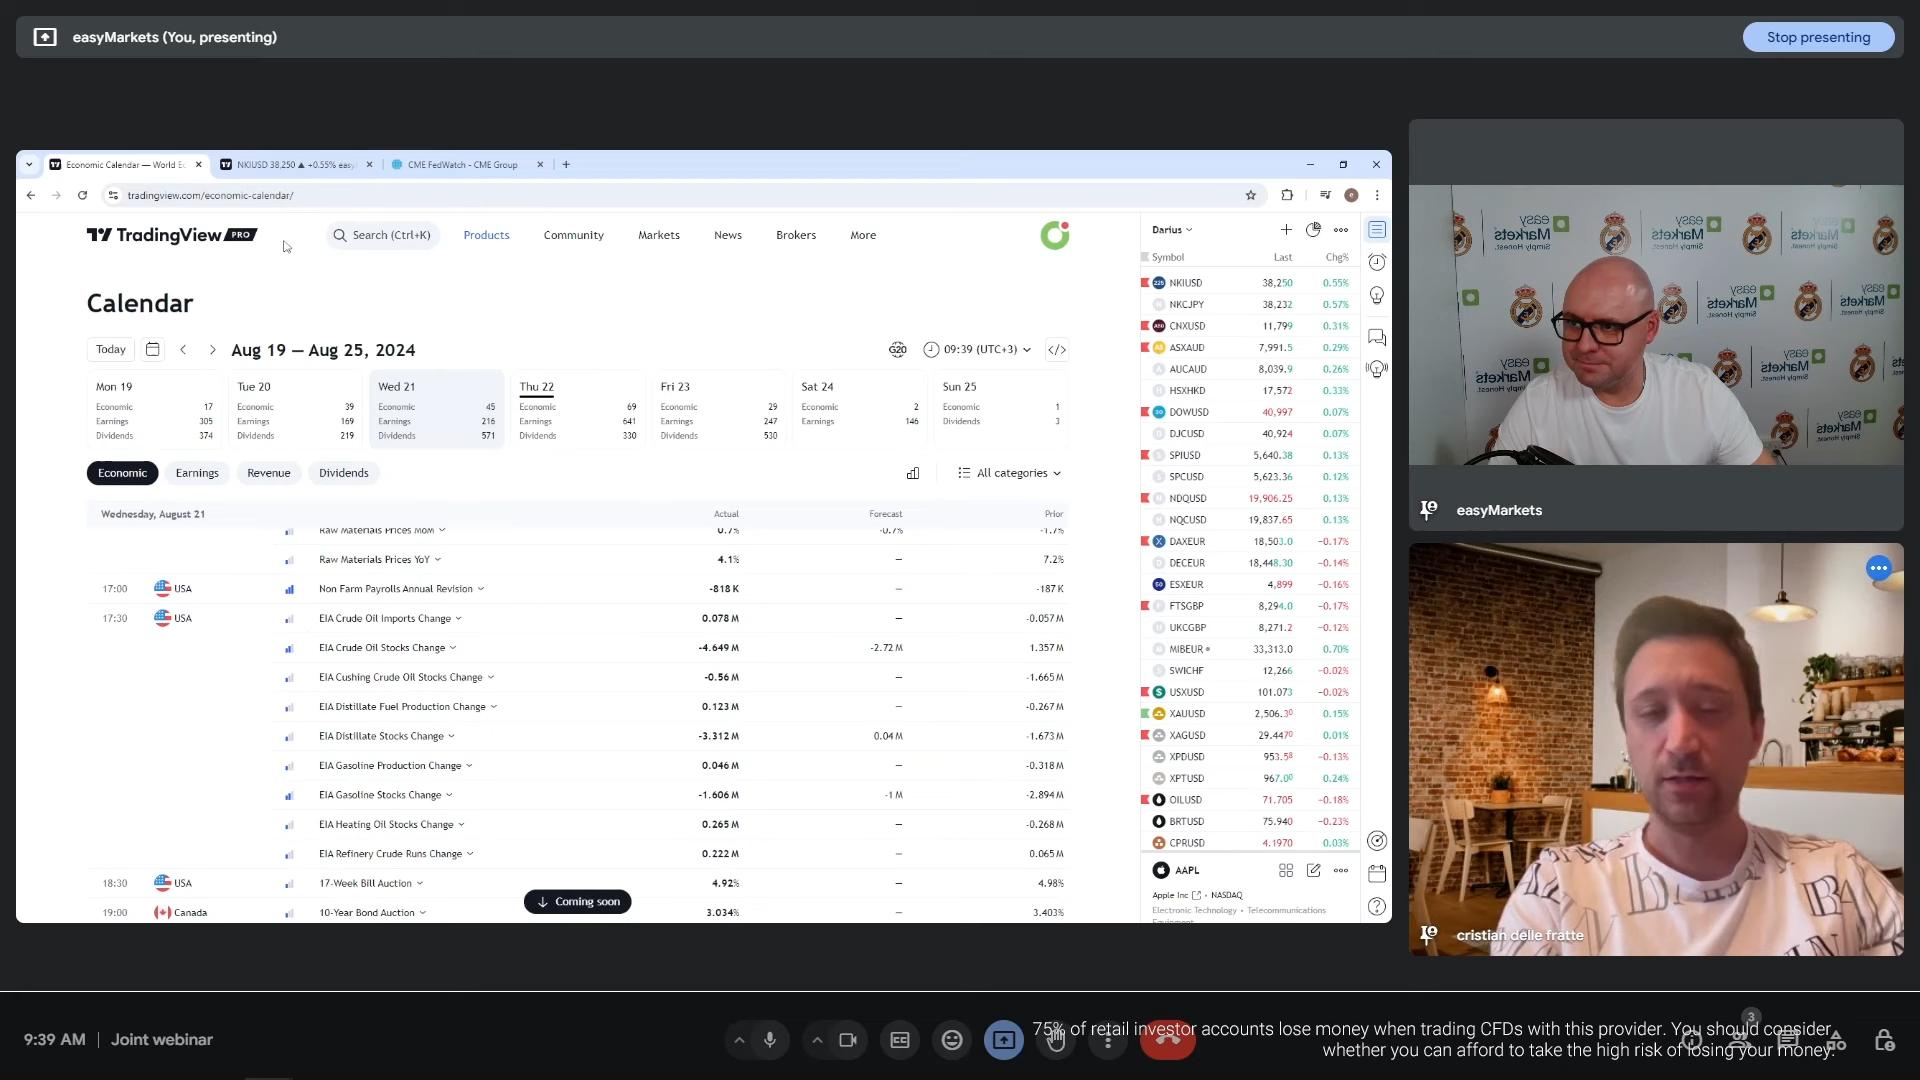 easyMarkets (You, presenting)
Stop presenting
Economic Calendar — World Ec
NKIUSD 38,250 ▲ +0.55% easy
CME FedWatch - CME Group
tradingview.com/economic-calendar/
TradingView PRO
Search (Ctrl+K)
Products
Community
Markets
News
Brokers
More
Calendar
Today
Aug 19 — Aug 25, 2024
09:39 (UTC+3)
Mon 19
Economic 17
Earnings 305
Dividends 374
Tue 20
Economic 39
Earnings 169
Dividends 219
Wed 21
Economic 45
Earnings 216
Dividends 571
Thu 22
Economic 69
Earnings 641
Dividends 330
Fri 23
Economic 29
Earnings 247
Dividends 530
Sat 24
Economic 2
Earnings 146
Sun 25
Economic 1
Dividends 3
Economic
Earnings
Revenue
Dividends
All categories
Wednesday, August 21 Actual Forecast Prior
Raw Materials Prices MoM 0.7% -0.7% -1.7%
Raw Materials Prices YoY 4.1% — 7.2%
17:00 USA Non Farm Payrolls Annual Revision -818 K — -187 K
17:30 USA EIA Crude Oil Imports Change 0.078 M — -0.057 M
EIA Crude Oil Stocks Change -4.649 M -2.72 M 1.357 M
EIA Cushing Crude Oil Stocks Change -0.56 M — -1.665 M
EIA Distillate Fuel Production Change 0.123 M — -0.267 M
EIA Distillate Stocks Change -3.312 M 0.04 M -1.673 M
EIA Gasoline Production Change 0.046 M — -0.318 M
EIA Gasoline Stocks Change -1.606 M -1 M -2.894 M
EIA Heating Oil Stocks Change 0.265 M — -0.268 M
EIA Refinery Crude Runs Change 0.222 M — 0.065 M
18:30 USA 17-Week Bill Auction 4.92% — 4.98%
19:00 Canada 10-Year Bond Auction 3.034% — 3.403%
Coming soon
Darius
Symbol Last Chg%
NKIUSD 38,250 0.55%
NKCJPY 38,232 0.57%
CNXUSD 11,799 0.31%
ASXAUD 7,991.5 0.29%
AUCAUD 8,039.9 0.26%
HSXHKD 17,572 0.33%
DOWUSD 40,997 0.07%
DJCUSD 40,924 0.07%
SPIUSD 5,640.38 0.13%
SPCUSD 5,623.36 0.12%
NDQUSD 19,906.25 0.13%
NQCUSD 19,837.65 0.13%
DAXEUR 18,503.0 −0.17%
DECEUR 18,448.30 −0.14%
ESXEUR 4,899 −0.16%
FTSGBP 8,294.0 −0.17%
UKCGBP 8,271.2 −0.12%
MIBEUR 33,313.0 0.70%
SWICHF 12,266 −0.02%
USXUSD 101.073 −0.02%
XAUUSD 2,506.30 0.15%
XAGUSD 29.4470 0.01%
XPDUSD 953.58 −0.13%
XPTUSD 967.00 0.24%
OILUSD 71.705 −0.18%
BRTUSD 75.940 −0.23%
CPRUSD 4.1970 0.03%
AAPL
Apple Inc • NASDAQ
Electronic Technology • Telecommunications
Equipment
easy Markets
Simply Honest.
easyMarkets
cristian delle fratte
9:39 AM
Joint webinar
3
75% of retail investor accounts lose money when trading CFDs with this provider. You should consider
whether you can afford to take the high risk of losing your money.